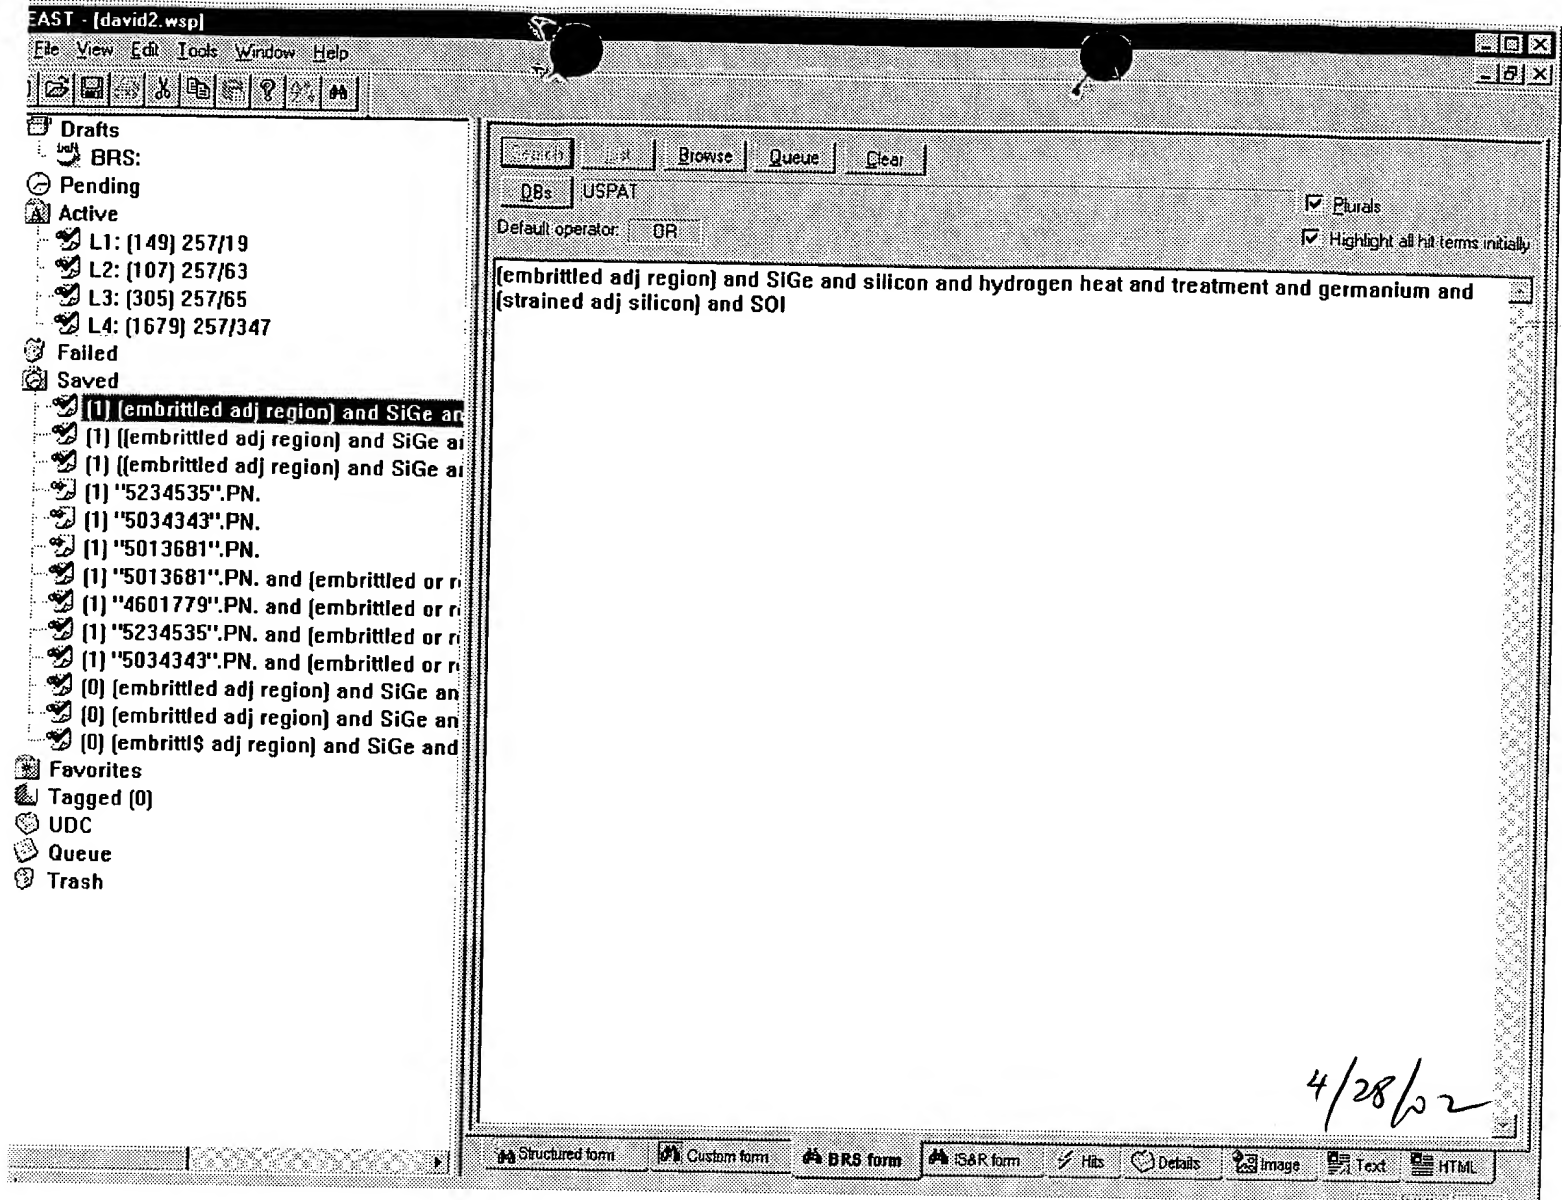 EAST - [david2.wsp]
File View Edit Tools Window Help
Drafts
BRS:
Pending
Active
L1: (149) 257/19
L2: (107) 257/63
L3: (305) 257/65
L4: (1679) 257/347
Failed
Saved
(1) (embrittled adj region) and SiGe an
(1) ((embrittled adj region) and SiGe ai
(1) ((embrittled adj region) and SiGe ai
(1) "5234535".PN.
(1) "5034343".PN.
(1) "5013681".PN.
(1) "5013681".PN. and (embrittled or r
(1) "4601779".PN. and (embrittled or r
(1) "5234535".PN. and (embrittled or r
(1) "5034343".PN. and (embrittled or r
(0) (embrittled adj region) and SiGe an
(0) (embrittled adj region) and SiGe an
(0) (embrittl$ adj region) and SiGe and
Favorites
Tagged (0)
UDC
Queue
Trash
Search Browse Queue Clear
DBs USPAT
Plurals
Default operator: OR
Highlight all hit terms initially
(embrittled adj region) and SiGe and silicon and hydrogen heat and treatment and germanium and
(strained adj silicon) and SOI
4/28/02
Structured form Custom form BRS form IS&R form Hits Details Image Text HTML